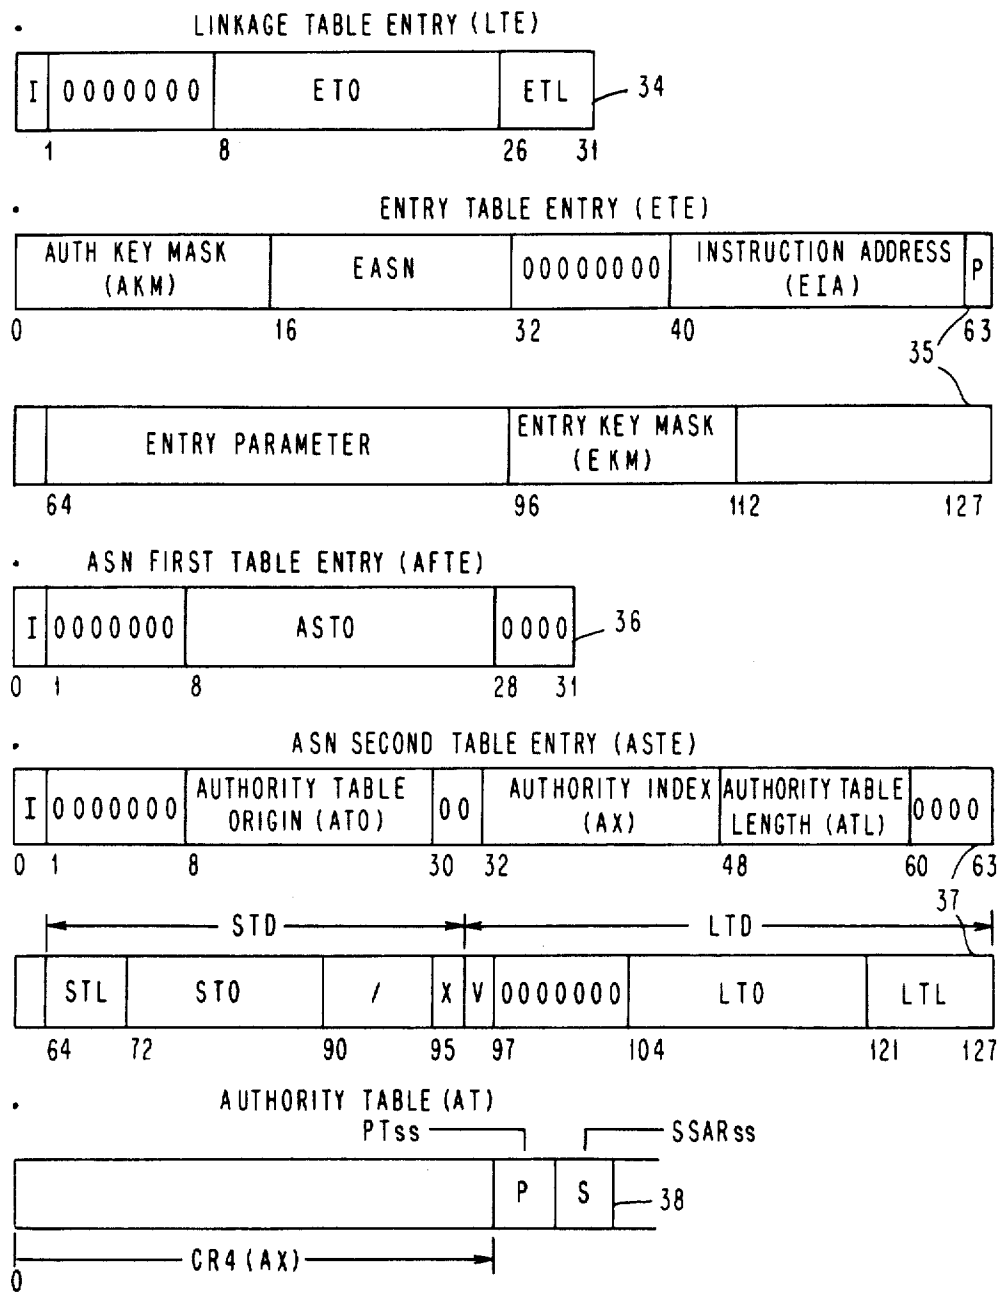 LINKAGE TABLE ENTRY (LTE)
I 0000000 ETO ETL 34
1 8 26 31
ENTRY TABLE ENTRY (ETE)
AUTH KEY MASK (AKM) EASN 00000000 INSTRUCTION ADDRESS (EIA) P
0 16 32 40 63
35
ENTRY PARAMETER ENTRY KEY MASK (EKM)
64 96 112 127
ASN FIRST TABLE ENTRY (AFTE)
I 0000000 ASTO 0000 36
0 1 8 28 31
ASN SECOND TABLE ENTRY (ASTE)
I 0000000 AUTHORITY TABLE ORIGIN (ATO) 00 AUTHORITY INDEX (AX) AUTHORITY TABLE LENGTH (ATL) 0000
0 1 8 30 32 48 60 63
37
STD LTD
STL STO / X V 0000000 LTO LTL
64 72 90 95 97 104 121 127
AUTHORITY TABLE (AT)
PTss SSARss
P S 38
CR4 (AX)
0